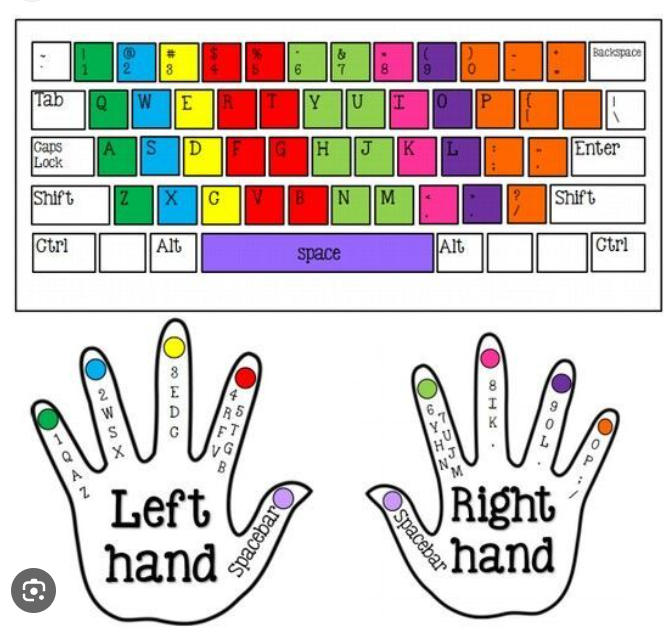 ~ ! @ # $ % ^ & * ( ) - + Backspace
` 1 2 3 4 5 6 7 8 9 0 - =
Tab Q W E R T Y U I O P { |
[ \
Caps A S D F G H J K L : " Enter
Lock ; '
Shift Z X C V B N M < > ? Shift
, . /
Ctrl Alt space Alt Ctrl
1 Q A Z
2 W S X
3 E D C
4 R F V
5 T G B
Spacebar
Left
hand
6 Y H N
7 U J M
8 I K .
9 O L .
0 P ; /
Spacebar
Right
hand